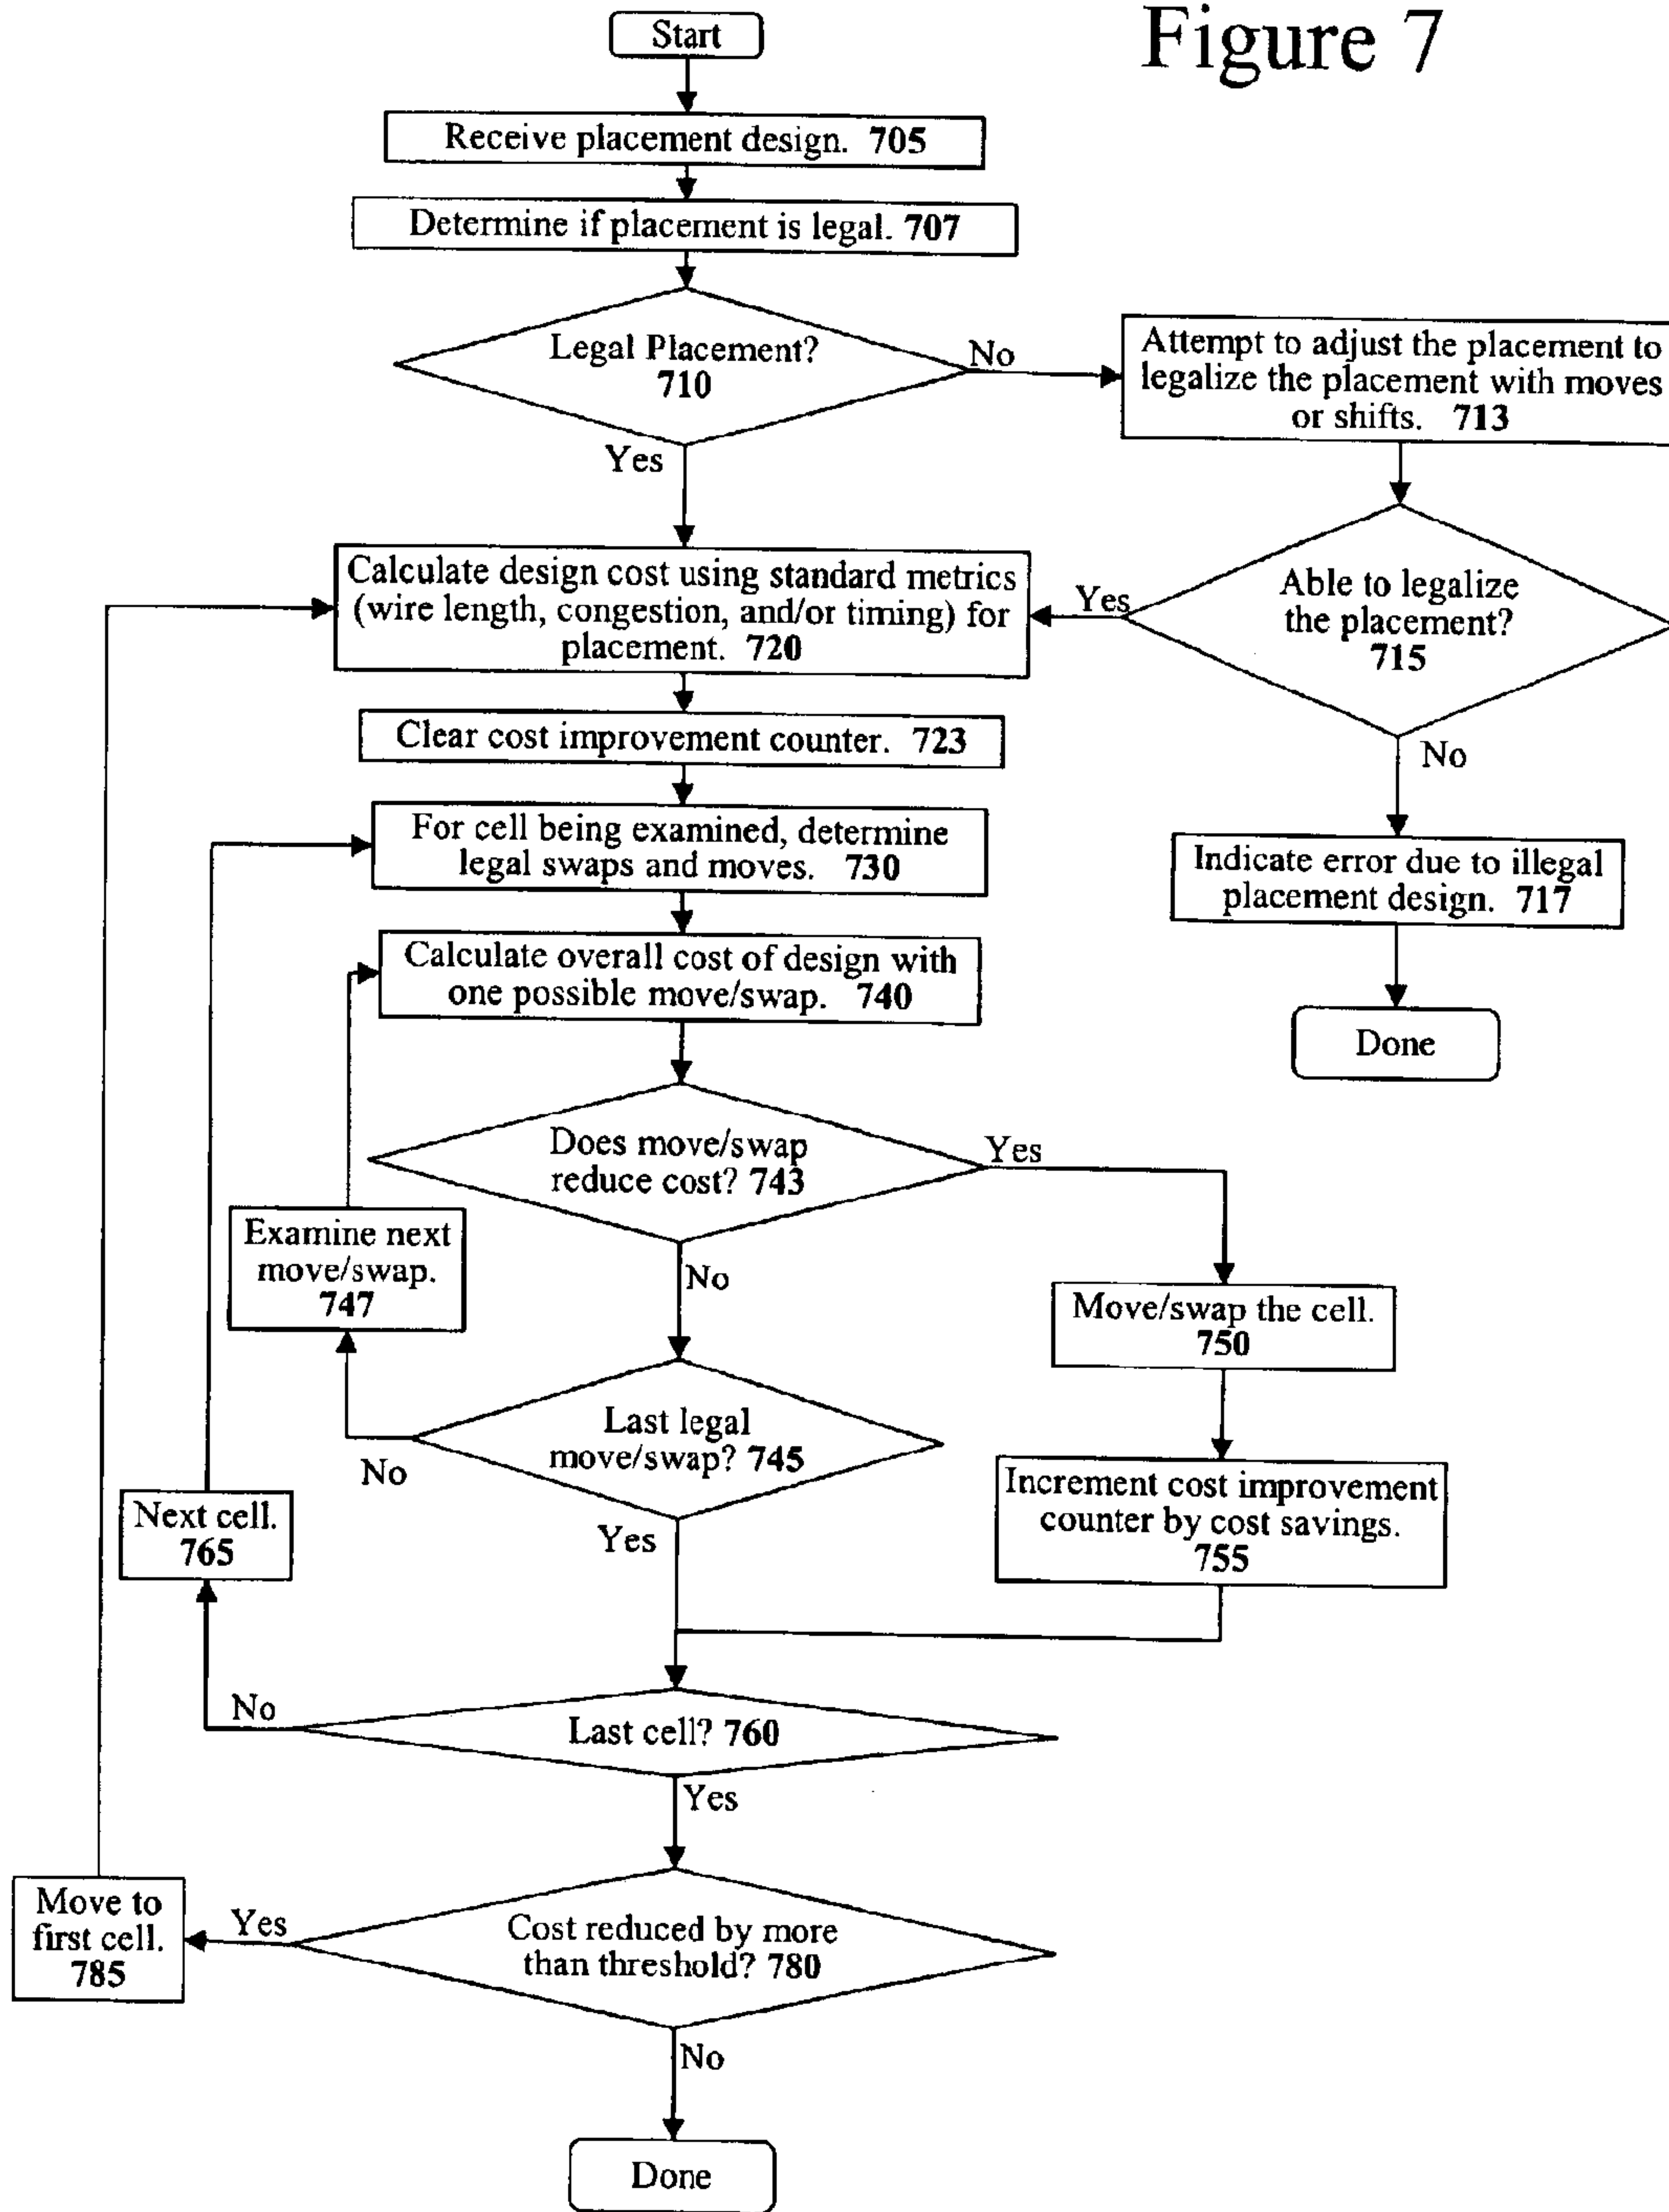 Figure 7
Start
Receive placement design. 705
Determine if placement is legal. 707
Legal Placement?
710
No
Yes
Attempt to adjust the placement to
legalize the placement with moves
or shifts. 713
Able to legalize
the placement?
715
Yes
No
Indicate error due to illegal
placement design. 717
Done
Calculate design cost using standard metrics
(wire length, congestion, and/or timing) for
placement. 720
Clear cost improvement counter. 723
For cell being examined, determine
legal swaps and moves. 730
Calculate overall cost of design with
one possible move/swap. 740
Does move/swap
reduce cost? 743
Yes
No
Examine next
move/swap.
747
Move/swap the cell.
750
Last legal
move/swap? 745
No
Yes
Increment cost improvement
counter by cost savings.
755
Next cell.
765
Last cell? 760
No
Yes
Cost reduced by more
than threshold? 780
Yes
No
Move to
first cell.
785
Done